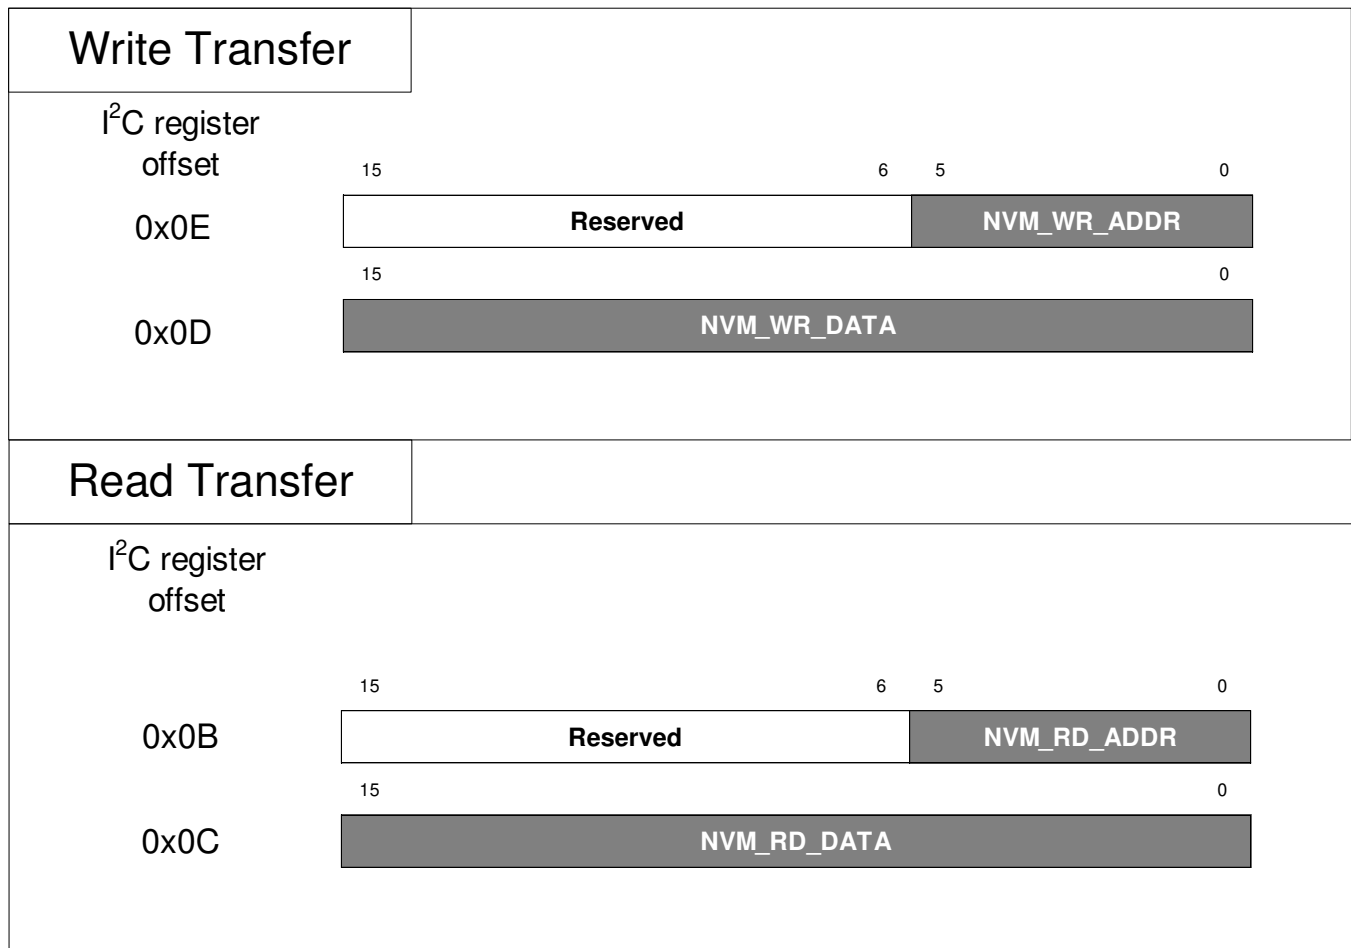 Write Transfer
I²C register
offset
15 6 5 0
0x0E Reserved NVM_WR_ADDR
15 0
0x0D NVM_WR_DATA
Read Transfer
I²C register
offset
15 6 5 0
0x0B Reserved NVM_RD_ADDR
15 0
0x0C NVM_RD_DATA